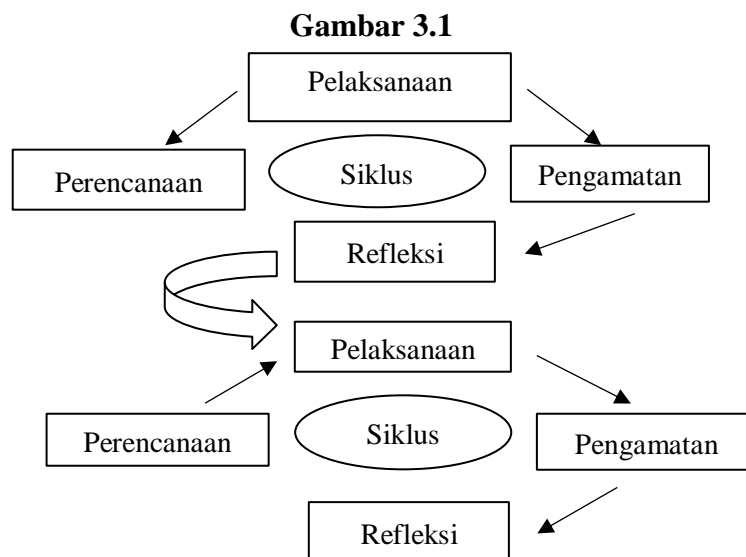 Gambar 3.1
Pelaksanaan
Perencanaan
Siklus
Pengamatan
Refleksi
Pelaksanaan
Perencanaan
Siklus
Pengamatan
Refleksi